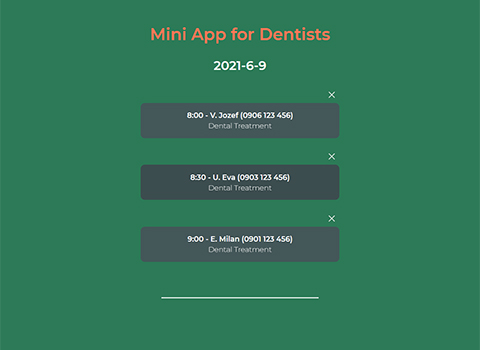 Mini App for Dentists
2021-6-9
8:00 - V. Jozef (0906 123 456)
Dental Treatment
8:30 - U. Eva (0903 123 456)
Dental Treatment
9:00 - E. Milan (0901 123 456)
Dental Treatment